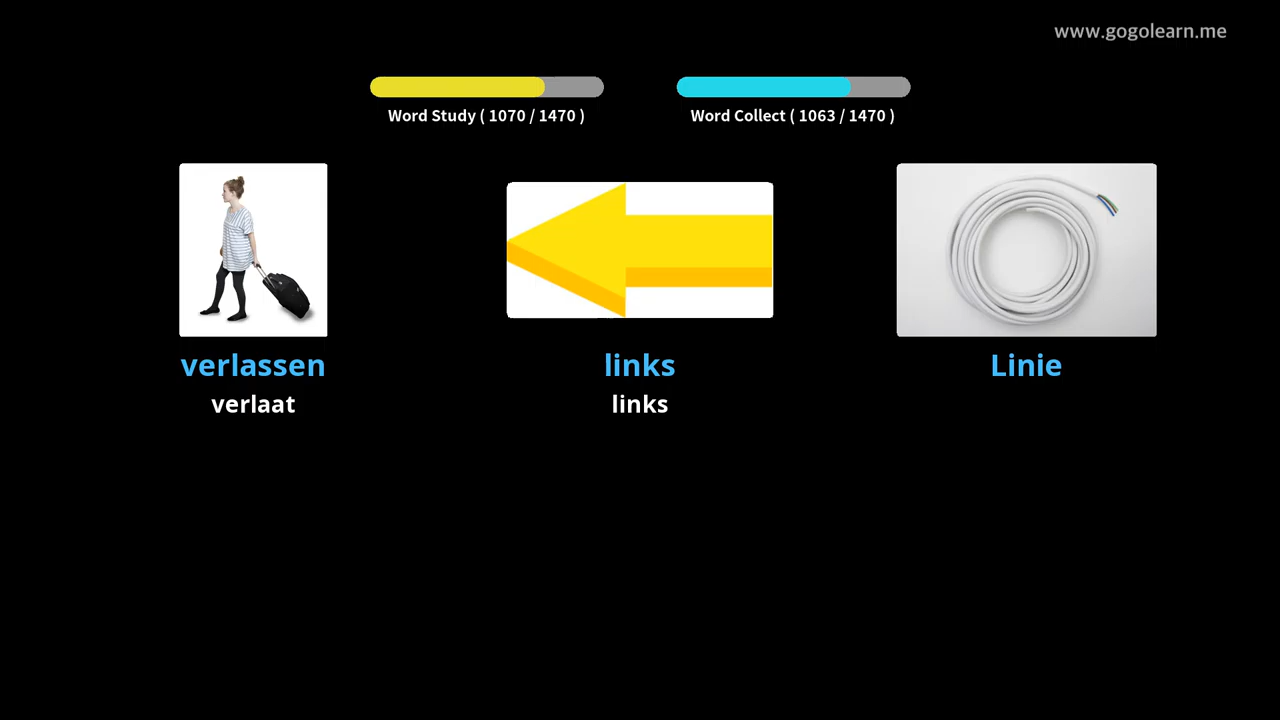 www.gogolearn.me
Word Study ( 1070 / 1470 )
Word Collect ( 1063 / 1470 )
verlassen
verlaat
links
links
Linie